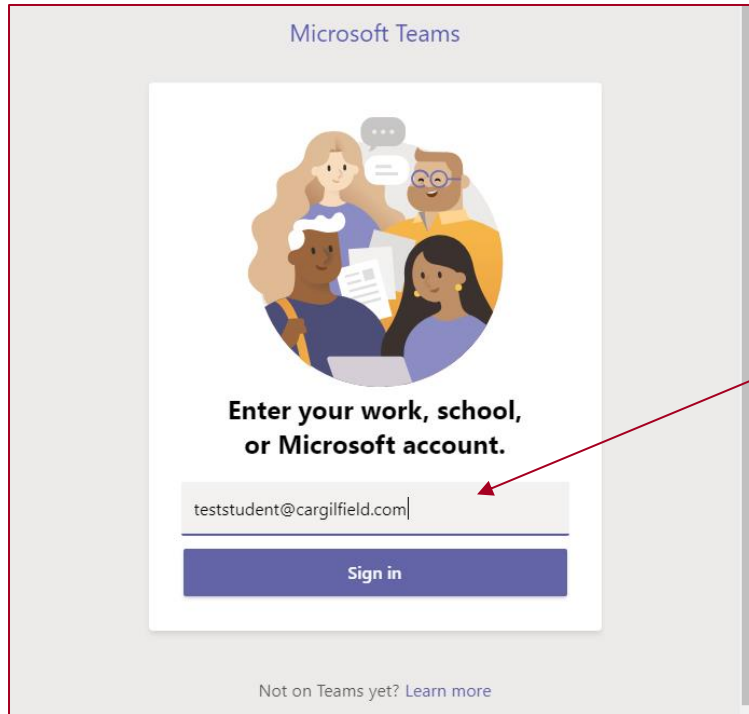 Microsoft Teams
Enter your work, school,
or Microsoft account.
teststudent@cargilfield.com
Sign in
Not on Teams yet? Learn more